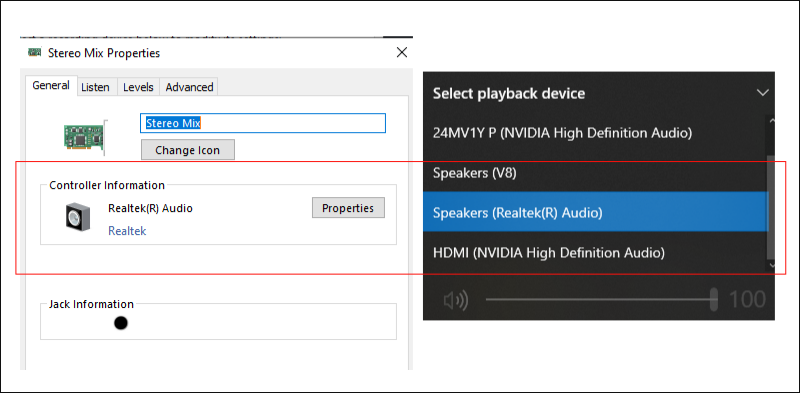 Stereo Mix Properties
General
Listen
Levels
Advanced
Stereo Mix
Change Icon
Controller Information
Realtek(R) Audio
Properties
Realtek
Jack Information
Select playback device
24MV1Y P (NVIDIA High Definition Audio)
Speakers (V8)
Speakers (Realtek(R) Audio)
HDMI (NVIDIA High Definition Audio)
100